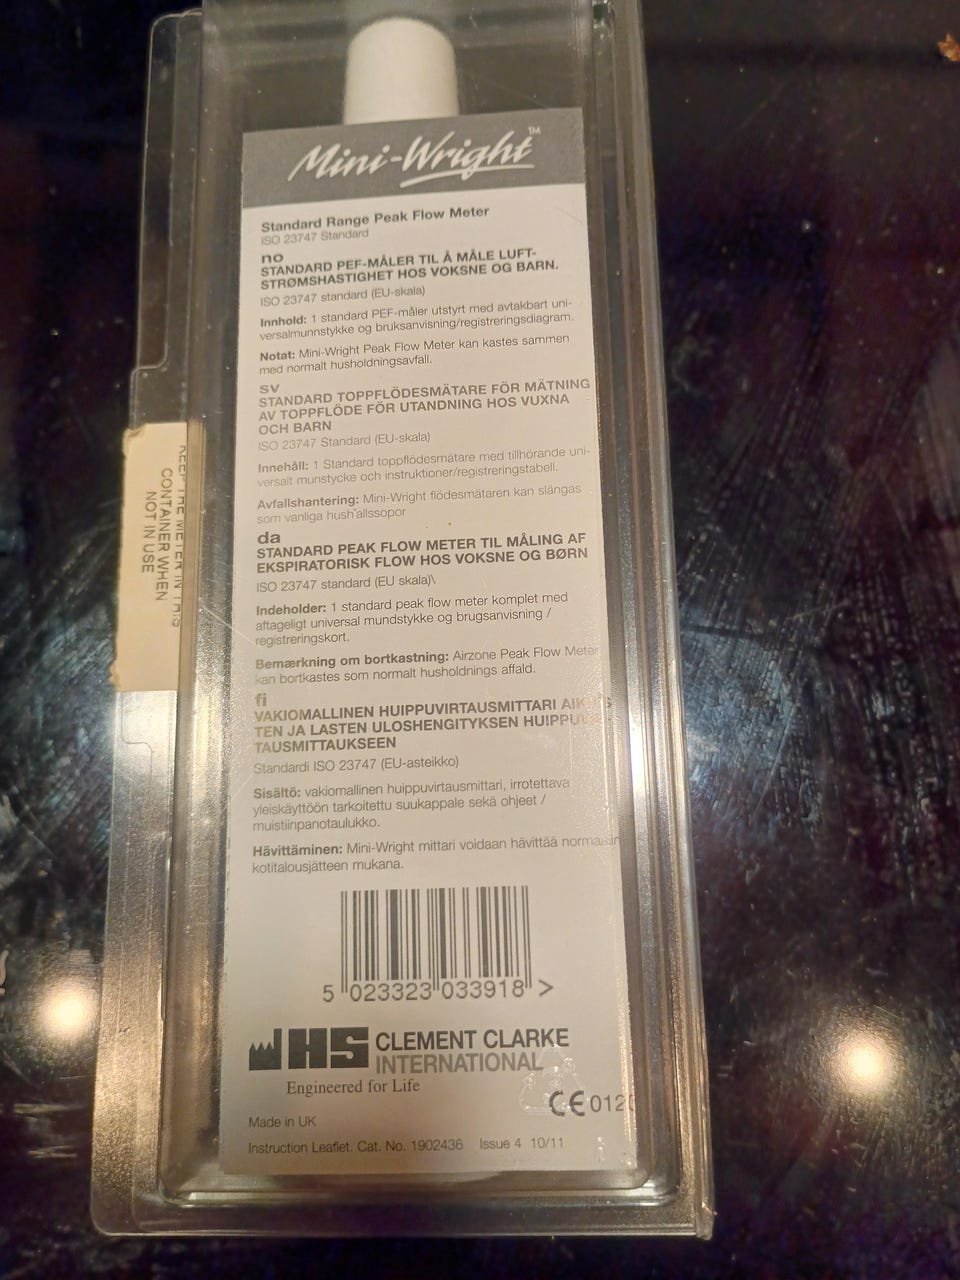 Mini-Wright™
Standard Range Peak Flow Meter
ISO 23747 Standard
no
STANDARD PEF-MÅLER TIL Å MÅLE LUFT-
STRØMSHASTIGHET HOS VOKSNE OG BARN.
ISO 23747 standard (EU-skala)
Innhold: 1 standard PEF-måler utstyrt med avtakbart uni-
versalmunnstykke og bruksanvisning/registreringsdiagram.
Notat: Mini-Wright Peak Flow Meter kan kastes sammen
med normalt husholdningsavfall.
sv
STANDARD TOPPFLÖDESMÄTARE FÖR MÄTNING
AV TOPPFLÖDE FÖR UTANDNING HOS VUXNA
OCH BARN
ISO 23747 Standard (EU-skala)
Innehåll: 1 Standard toppflödesmätare med tillhörande uni-
versalt munstycke och instruktioner/registreringstabell.
Avfallshantering: Mini-Wright flödesmätaren kan slängas
som vanliga hush'allssopor
da
STANDARD PEAK FLOW METER TIL MÅLING AF
EKSPIRATORISK FLOW HOS VOKSNE OG BØRN
ISO 23747 standard (EU skala)\
Indeholder: 1 standard peak flow meter komplet med
aftageligt universal mundstykke og brugsanvisning /
registreringskort.
Bemærkning om bortkastning: Airzone Peak Flow Meter
kan bortkastes som normalt husholdnings affald.
fi
VAKIOMALLINEN HUIPPUVIRTAUSMITTARI
TEN JA LASTEN ULOSHENGITYKSEN
TAUSMITTAUKSEEN
Standardi ISO 23747 (EU-asteikko)
Sisältö: vakiomallinen huippuvirtausmittari, irrotettava
yleiskäyttöön tarkoitettu suukappale sekä ohjeet /
muistiinpanotaulukko.
Hävittäminen: Mini-Wright mittari voidaan hävittää normaalin
kotitalousjätteen mukana.
5 023323 033918 >
HS CLEMENT CLARKE
INTERNATIONAL
Engineered for Life
CE 0120
Made in UK
Instruction Leaflet. Cat. No. 1902436 Issue 4 10/11
KEEP THE METER IN THIS
CONTAINER WHEN
NOT IN USE